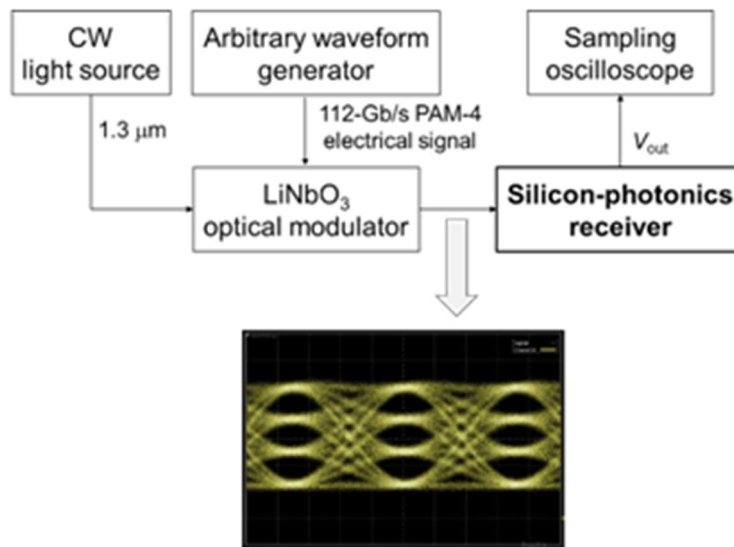 CW
light source
Arbitrary waveform
generator
Sampling
oscilloscope
1.3 μm
112-Gb/s PAM-4
electrical signal
V_out
LiNbO₃
optical modulator
Silicon-photonics
receiver